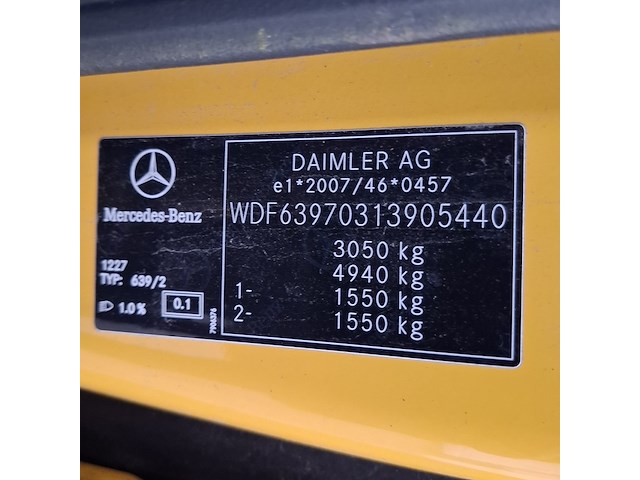 Mercedes-Benz
1227
TYP: 639/2
1.0 %
0.1
7906376
DAIMLER AG
e1*2007/46*0457
WDF63970313905440
3050 kg
4940 kg
1- 1550 kg
2- 1550 kg